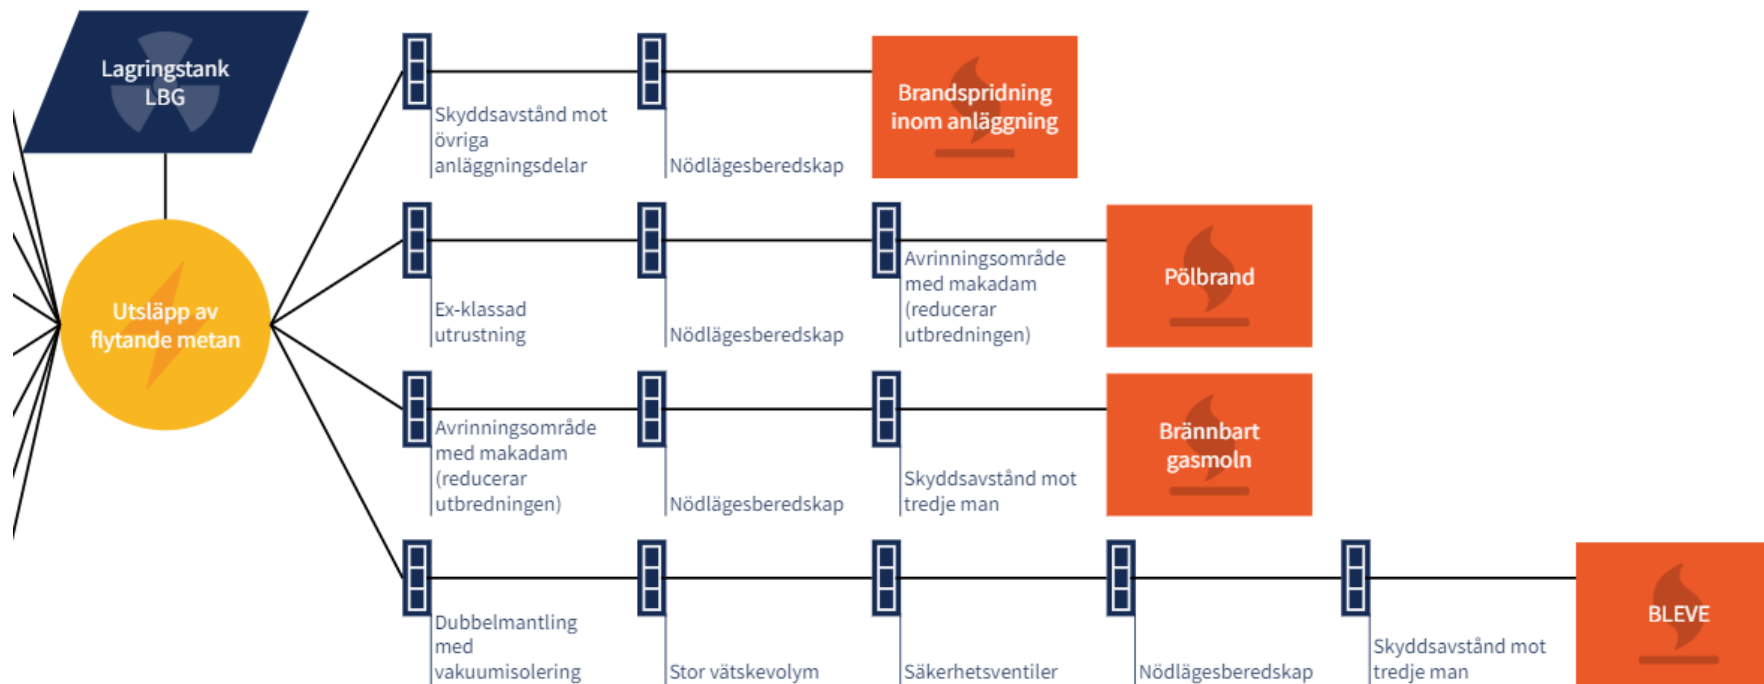 Lagringstank
LBG
Utsläpp av
flytande metan
Skyddsavstånd mot
övriga
anläggningsdelar
Nödlägesberedskap
Brandspridning
inom anläggning
Ex-klassad
utrustning
Nödlägesberedskap
Avrinningsområde
med makadam
(reducerar
utbredningen)
Pölbrand
Avrinningsområde
med makadam
(reducerar
utbredningen)
Nödlägesberedskap
Skyddsavstånd mot
tredje man
Brännbart
gasmoln
Dubbelmantling
med
vakuumisolering
Stor vätskevolym
Säkerhetsventiler
Nödlägesberedskap
Skyddsavstånd mot
tredje man
BLEVE